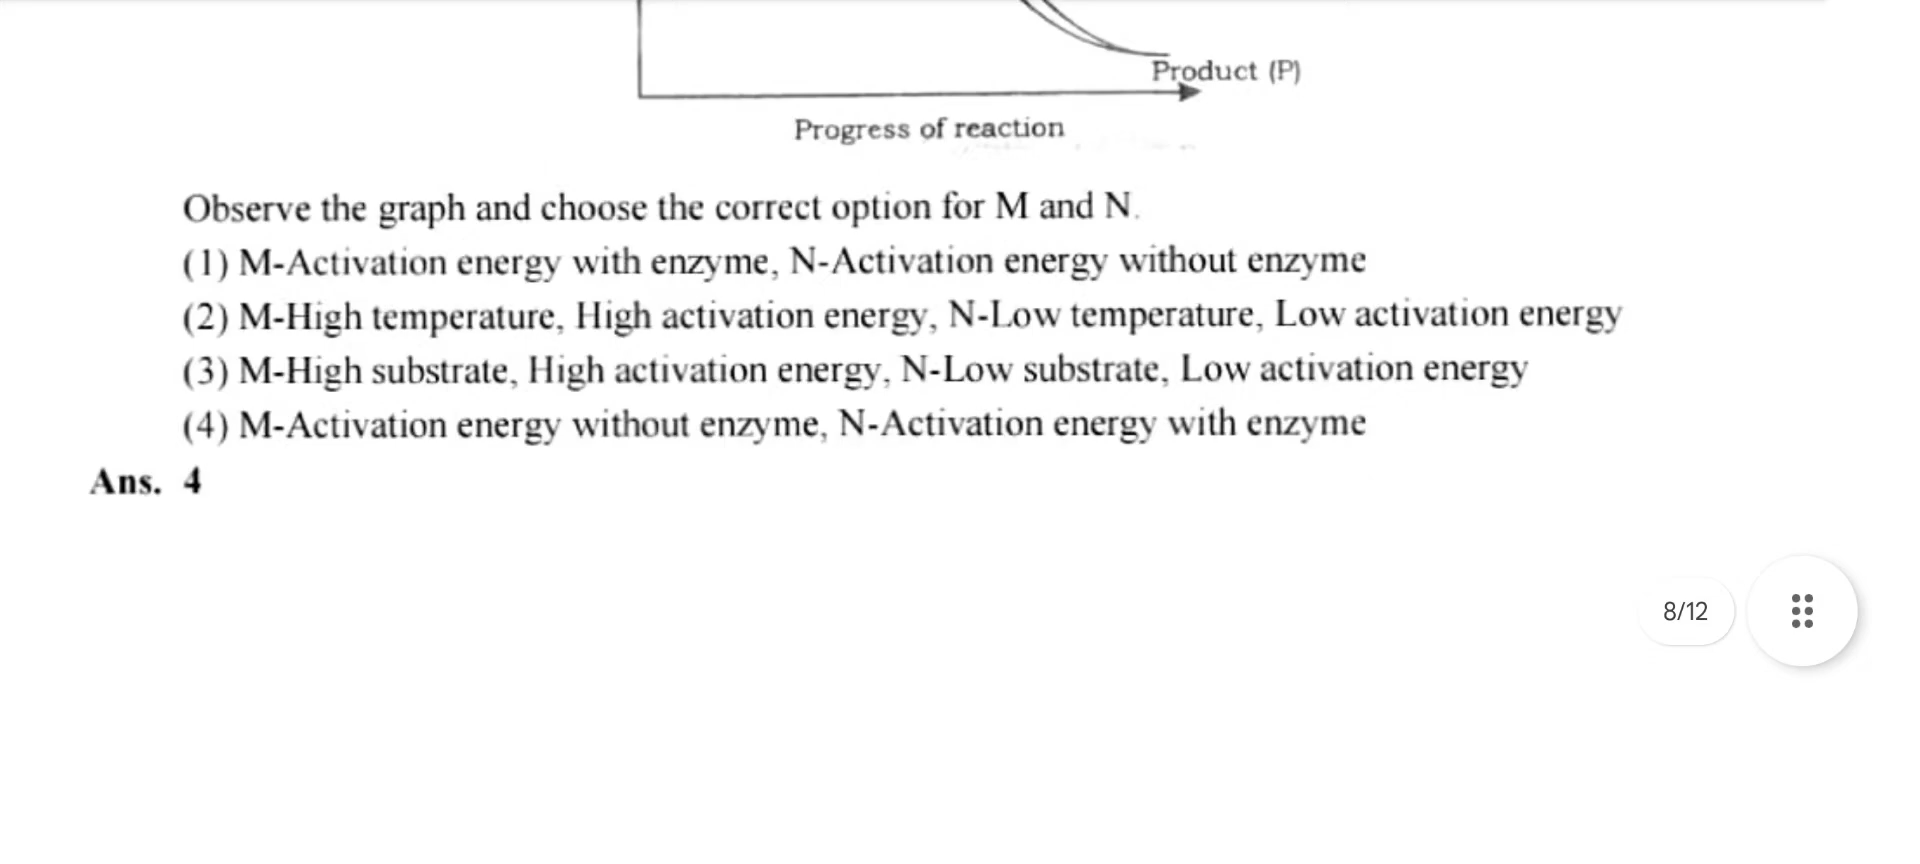 Product (P)
Progress of reaction
Observe the graph and choose the correct option for M and N.
(1) M-Activation energy with enzyme, N-Activation energy without enzyme
(2) M-High temperature, High activation energy, N-Low temperature, Low activation energy
(3) M-High substrate, High activation energy, N-Low substrate, Low activation energy
(4) M-Activation energy without enzyme, N-Activation energy with enzyme
Ans. 4
8/12